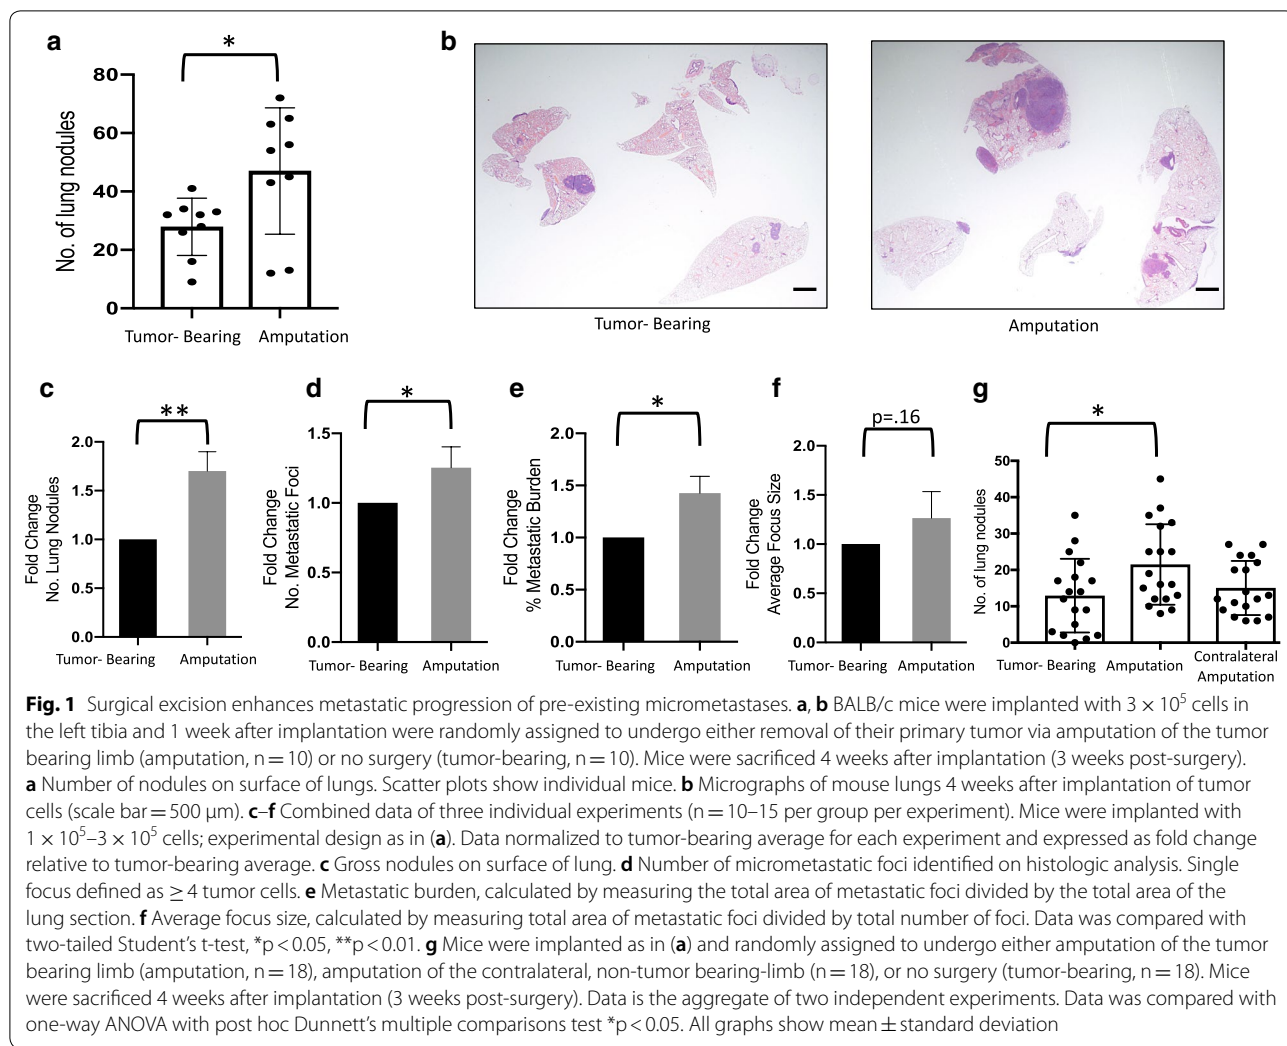 a
*
80
60
40
20
0
No. of lung nodules
Tumor- Bearing
Amputation
b
Tumor- Bearing
Amputation
c
**
2.0
1.5
1.0
0.5
0.0
Fold Change
No. Lung Nodules
Tumor- Bearing
Amputation
d
*
1.5
1.0
0.5
0.0
Fold Change
No. Metastatic Foci
Tumor- Bearing
Amputation
e
*
2.0
1.5
1.0
0.5
0.0
Fold Change
% Metastatic Burden
Tumor- Bearing
Amputation
f
p=.16
2.0
1.5
1.0
0.5
0.0
Fold Change
Average Focus Size
Tumor- Bearing
Amputation
g
*
50
40
30
20
10
0
No. of lung nodules
Tumor- Bearing
Amputation
Contralateral
Amputation
Fig. 1 Surgical excision enhances metastatic progression of pre-existing micrometastases. a, b BALB/c mice were implanted with 3 × 10⁵ cells in
the left tibia and 1 week after implantation were randomly assigned to undergo either removal of their primary tumor via amputation of the tumor
bearing limb (amputation, n = 10) or no surgery (tumor-bearing, n = 10). Mice were sacrificed 4 weeks after implantation (3 weeks post-surgery).
a Number of nodules on surface of lungs. Scatter plots show individual mice. b Micrographs of mouse lungs 4 weeks after implantation of tumor
cells (scale bar = 500 μm). c–f Combined data of three individual experiments (n = 10–15 per group per experiment). Mice were implanted with
1 × 10⁵–3 × 10⁵ cells; experimental design as in (a). Data normalized to tumor-bearing average for each experiment and expressed as fold change
relative to tumor-bearing average. c Gross nodules on surface of lung. d Number of micrometastatic foci identified on histologic analysis. Single
focus defined as ≥ 4 tumor cells. e Metastatic burden, calculated by measuring the total area of metastatic foci divided by the total area of the
lung section. f Average focus size, calculated by measuring total area of metastatic foci divided by total number of foci. Data was compared with
two-tailed Student's t-test, *p < 0.05, **p < 0.01. g Mice were implanted as in (a) and randomly assigned to undergo either amputation of the tumor
bearing limb (amputation, n = 18), amputation of the contralateral, non-tumor bearing-limb (n = 18), or no surgery (tumor-bearing, n = 18). Mice
were sacrificed 4 weeks after implantation (3 weeks post-surgery). Data is the aggregate of two independent experiments. Data was compared with
one-way ANOVA with post hoc Dunnett's multiple comparisons test *p < 0.05. All graphs show mean ± standard deviation